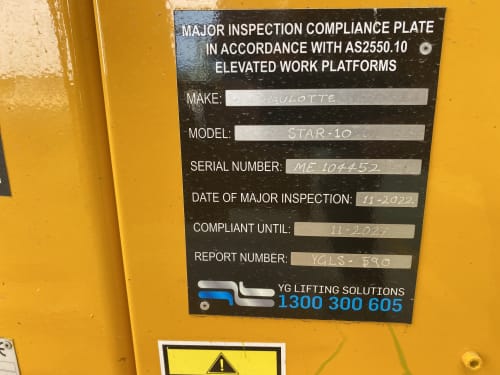 MAJOR INSPECTION COMPLIANCE PLATE
IN ACCORDANCE WITH AS2550.10
ELEVATED WORK PLATFORMS
MAKE:
MODEL: STAR-10
SERIAL NUMBER: ME 104452
DATE OF MAJOR INSPECTION: 11-2022
COMPLIANT UNTIL: 11-2027
REPORT NUMBER: YGLS-590
YG LIFTING SOLUTIONS
1300 300 605